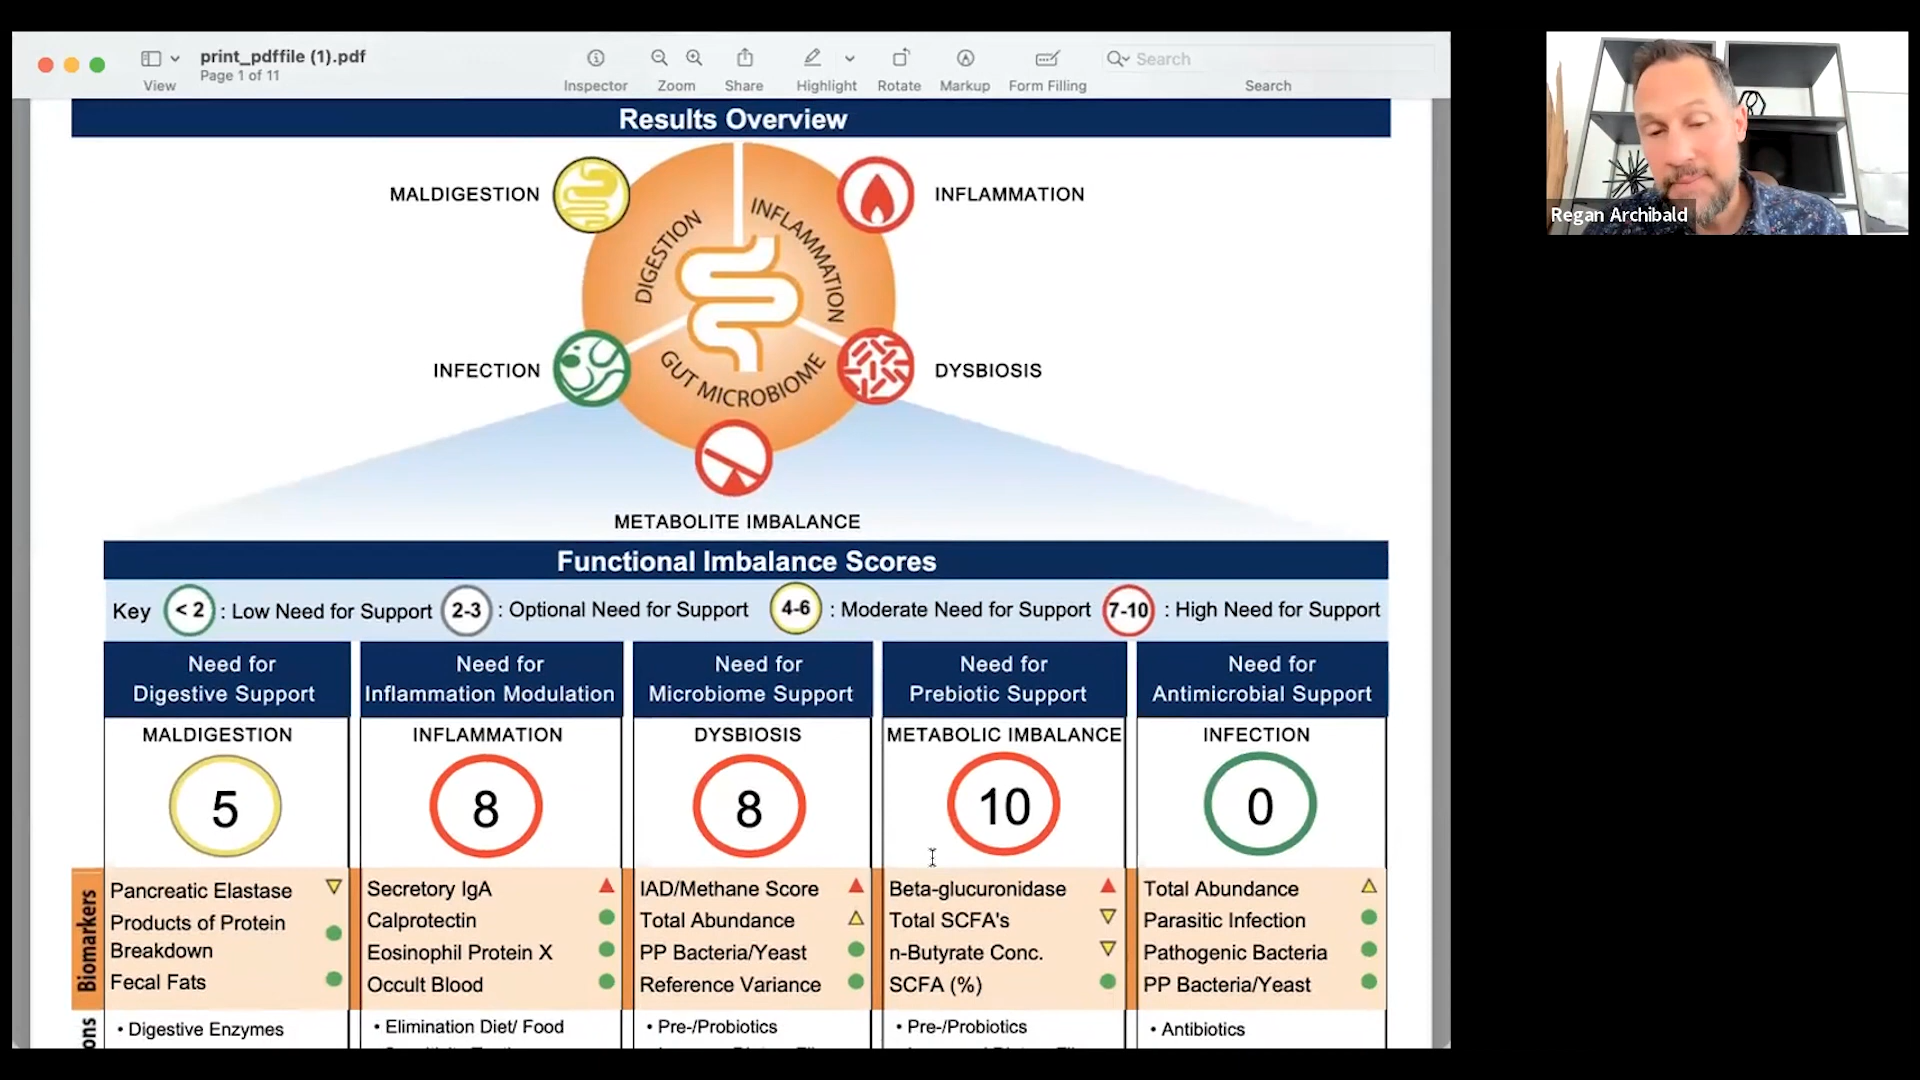 print_pdffile (1).pdf
Page 1 of 11
View
Inspector
Zoom
Share
Highlight
Rotate
Markup
Form Filling
Search
Search
Regan Archibald
Results Overview
MALDIGESTION
INFLAMMATION
DIGESTION
INFLAMMATION
GUT MICROBIOME
INFECTION
DYSBIOSIS
METABOLITE IMBALANCE
Functional Imbalance Scores
Key < 2 : Low Need for Support 2-3 : Optional Need for Support 4-6 : Moderate Need for Support 7-10 : High Need for Support
Need for
Digestive Support
Need for
Inflammation Modulation
Need for
Microbiome Support
Need for
Prebiotic Support
Need for
Antimicrobial Support
MALDIGESTION
INFLAMMATION
DYSBIOSIS
METABOLIC IMBALANCE
INFECTION
5
8
8
10
0
Biomarkers
Pancreatic Elastase
Products of Protein
Breakdown
Fecal Fats
Secretory IgA
Calprotectin
Eosinophil Protein X
Occult Blood
IAD/Methane Score
Total Abundance
PP Bacteria/Yeast
Reference Variance
Beta-glucuronidase
Total SCFA's
n-Butyrate Conc.
SCFA (%)
Total Abundance
Parasitic Infection
Pathogenic Bacteria
PP Bacteria/Yeast
• Digestive Enzymes
• Elimination Diet/ Food
• Pre-/Probiotics
• Pre-/Probiotics
• Antibiotics